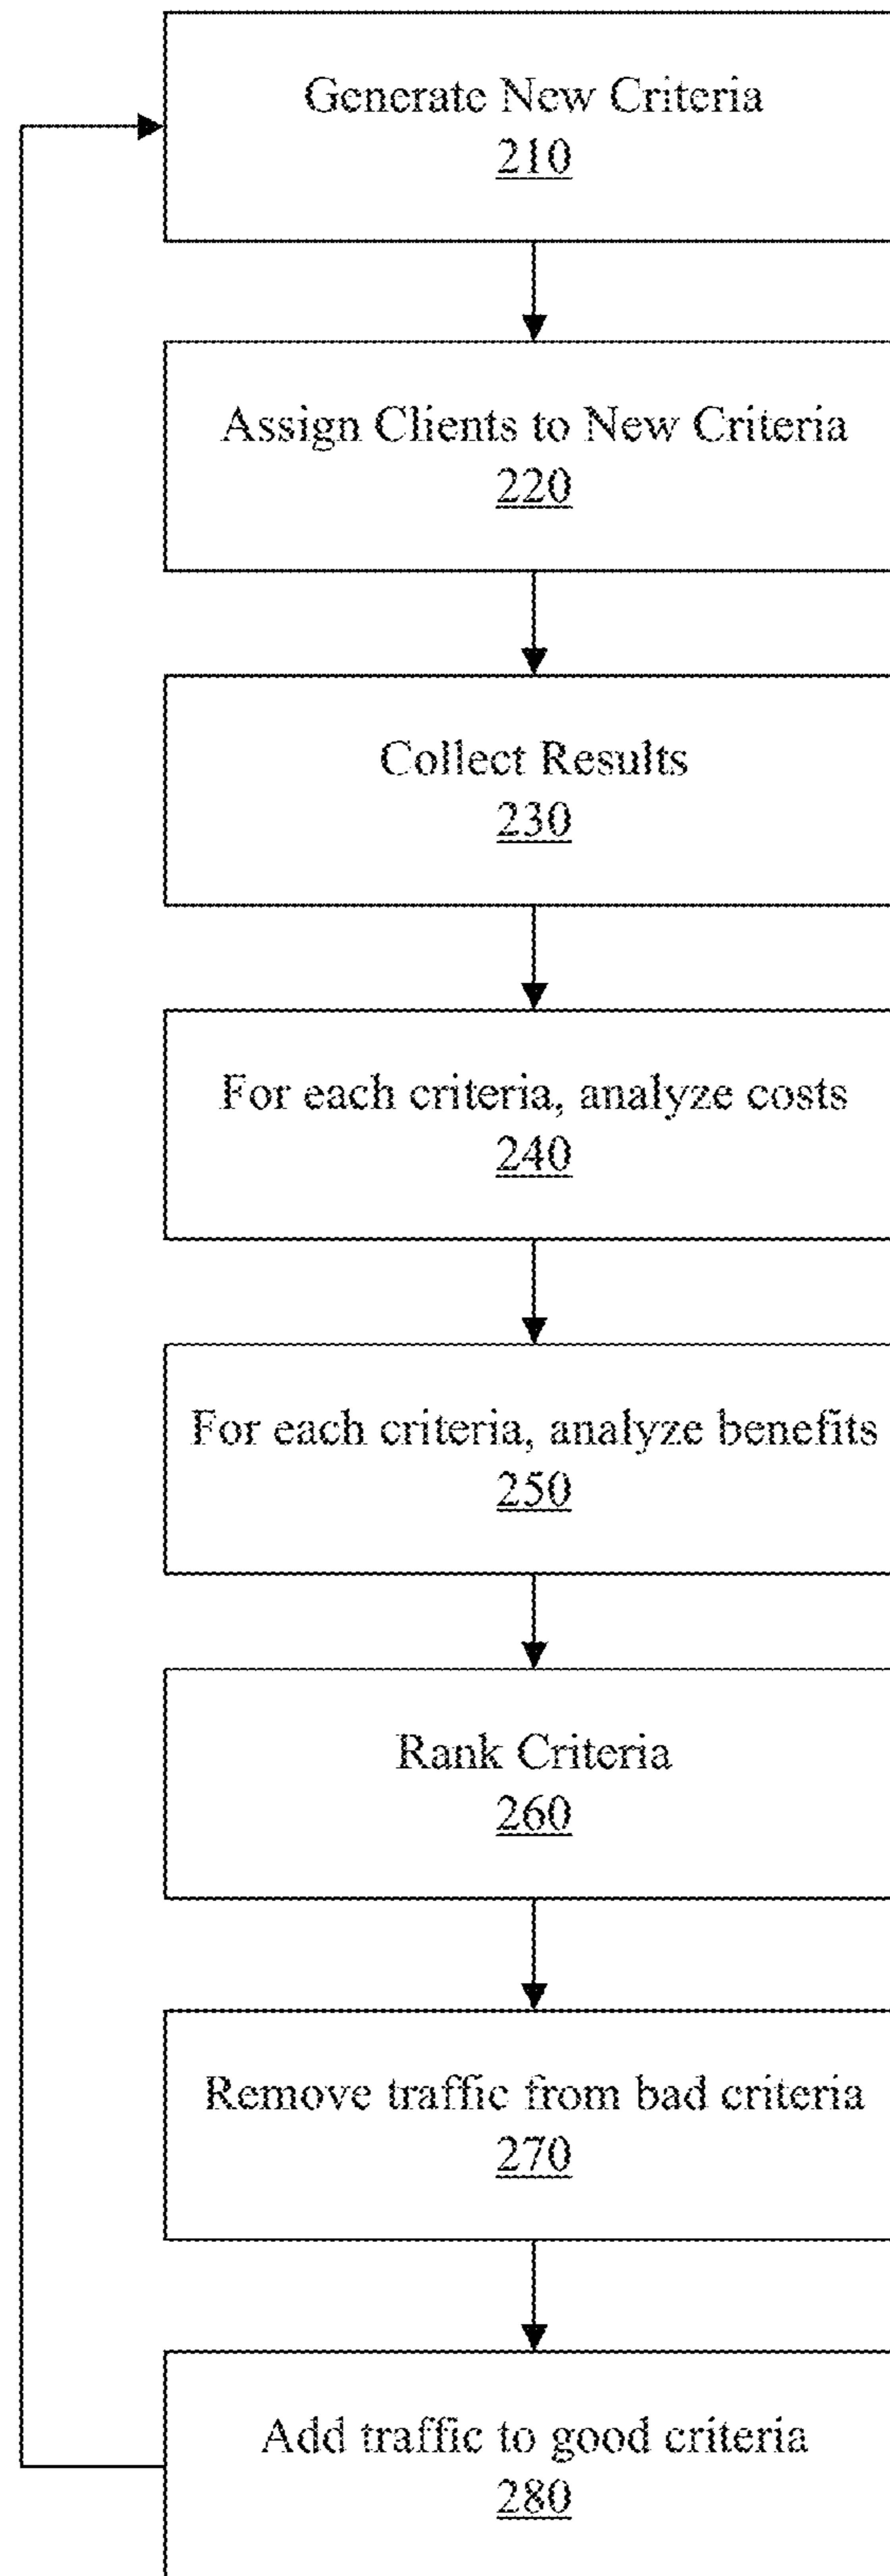 Generate New Criteria
210
Assign Clients to New Criteria
220
Collect Results
230
For each criteria, analyze costs
240
For each criteria, analyze benefits
250
Rank Criteria
260
Remove traffic from bad criteria
270
Add traffic to good criteria
280